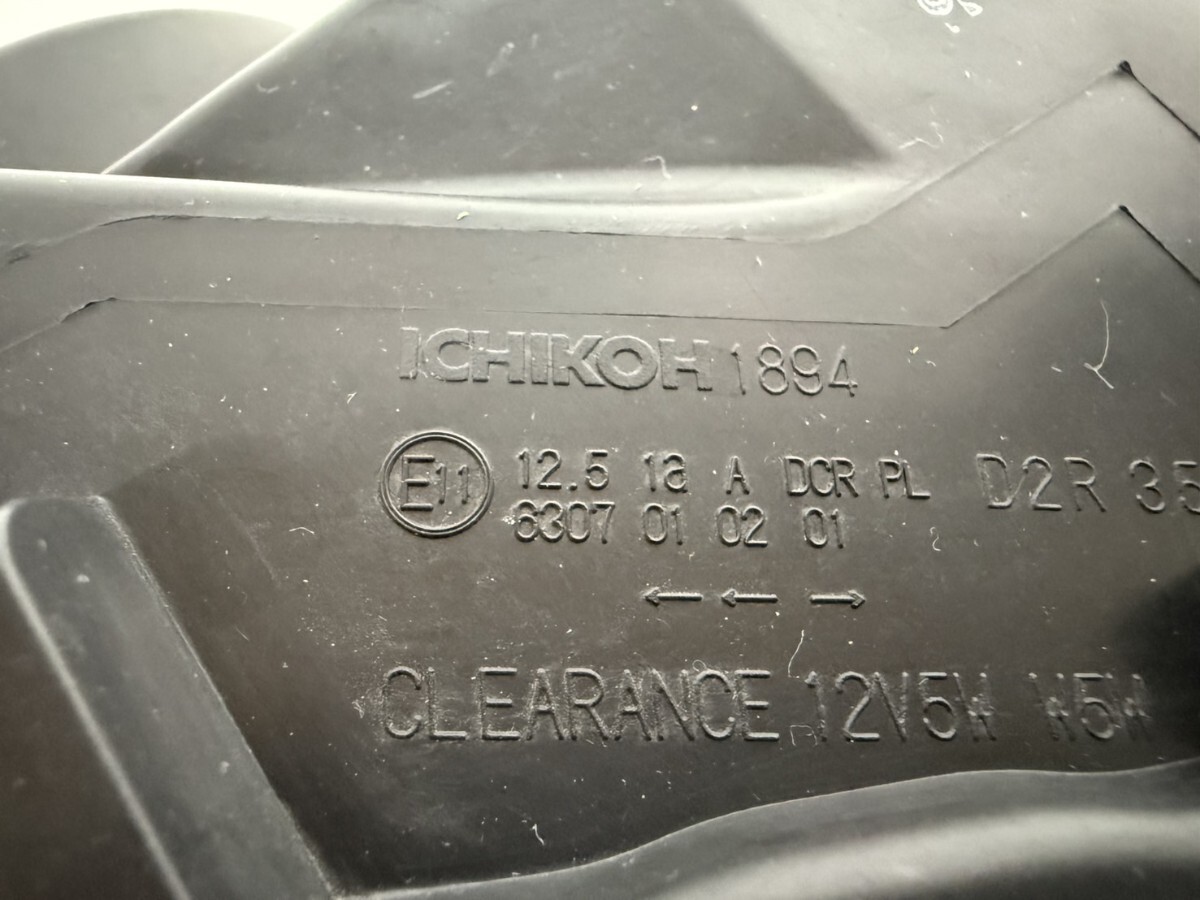 ICHIKOH 1894
E11 12.5 1a A DCR PL D2R 35
6307 01 02 01
← ← →
CLEARANCE 12V5W W5W